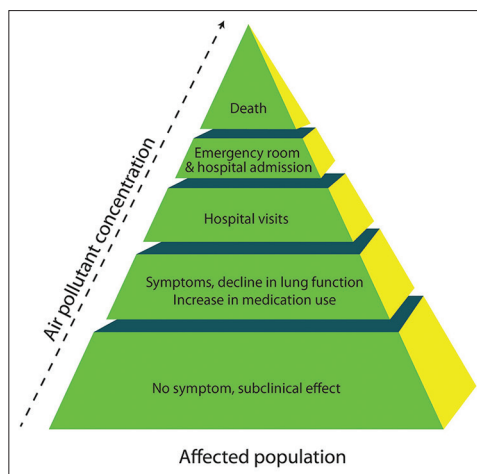 Death
Emergency room
& hospital admission
Hospital visits
Symptoms, decline in lung function
Increase in medication use
No symptom, subclinical effect
Air pollutant concentration
Affected population